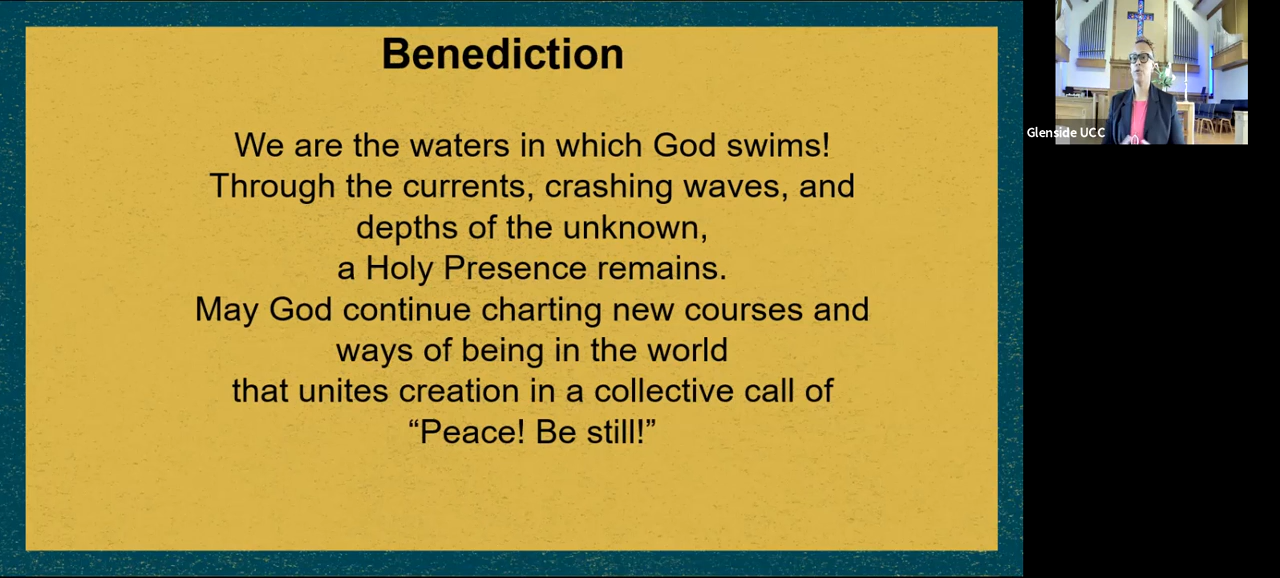 Benediction
We are the waters in which God swims!
Through the currents, crashing waves, and
depths of the unknown,
a Holy Presence remains.
May God continue charting new courses and
ways of being in the world
that unites creation in a collective call of
“Peace! Be still!”
Glenside UCC